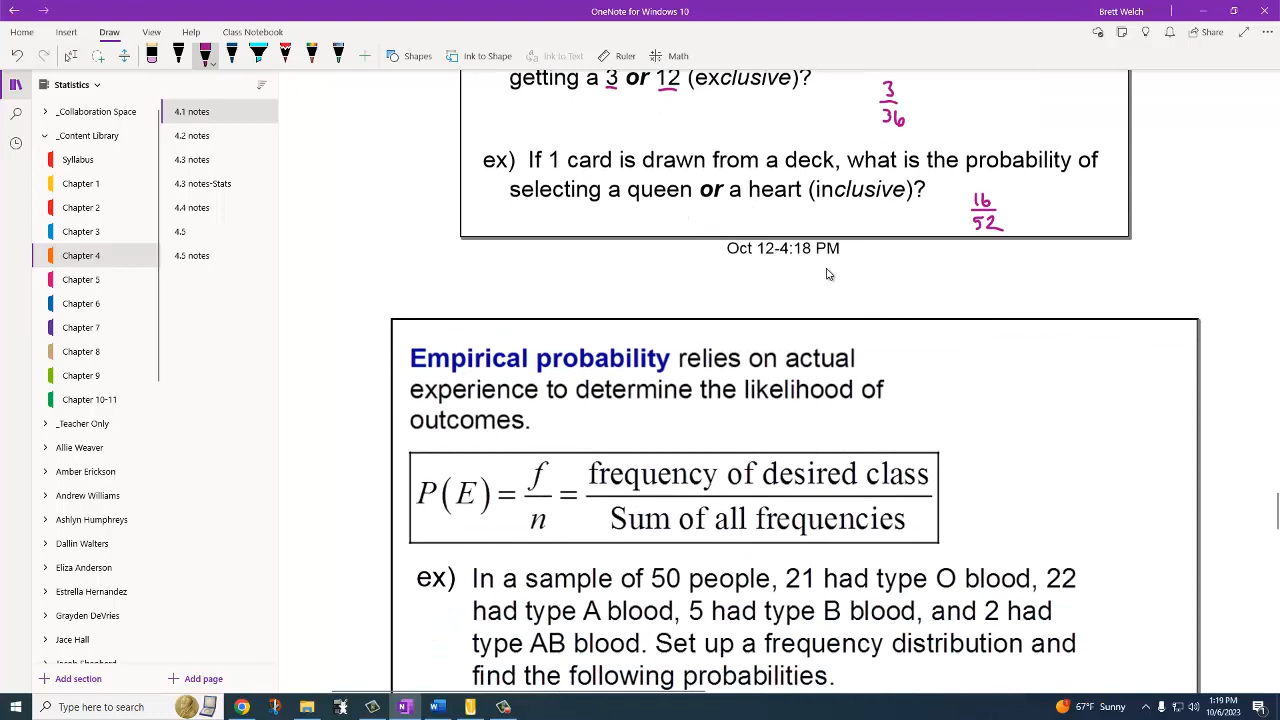 OneNote for Windows 10
Brett Welch
Home
Insert
Draw
View
Help
Class Notebook
Share
Shapes
Ink to Shape
Ink to Text
Ruler
Math
Statistics
_Collaboration Space
_Content Library
Syllabus
Chapter 1
Chapter 2
Chapter 3
Chapter 4
Chapter 5
Chapter 6
Chapter 7
Chapter 8
Chapter 9
Chapter 10-11
_Teacher Only
Allie Weaver
Amber Erickson
Andrew Williams
Ashlyn Humphreys
Dallin Walters
Eliza Anderson
Estrella Hernandez
Grayden DeVries
Jace Hall
Add section
4.1 notes
4.2 notes
4.3 notes
4.3 notes-Stats
4.4 notes
4.5
4.5 notes
Add page
getting a 3 or 12 (exclusive)?
3
36
ex) If 1 card is drawn from a deck, what is the probability of
selecting a queen or a heart (inclusive)?
16
52
Oct 12-4:18 PM
Empirical probability relies on actual
experience to determine the likelihood of
outcomes.
P(E) = f/n = frequency of desired class / Sum of all frequencies
ex) In a sample of 50 people, 21 had type O blood, 22
had type A blood, 5 had type B blood, and 2 had
type AB blood. Set up a frequency distribution and
find the following probabilities.
Type here to search
67°F Sunny
1:19 PM
10/6/2023